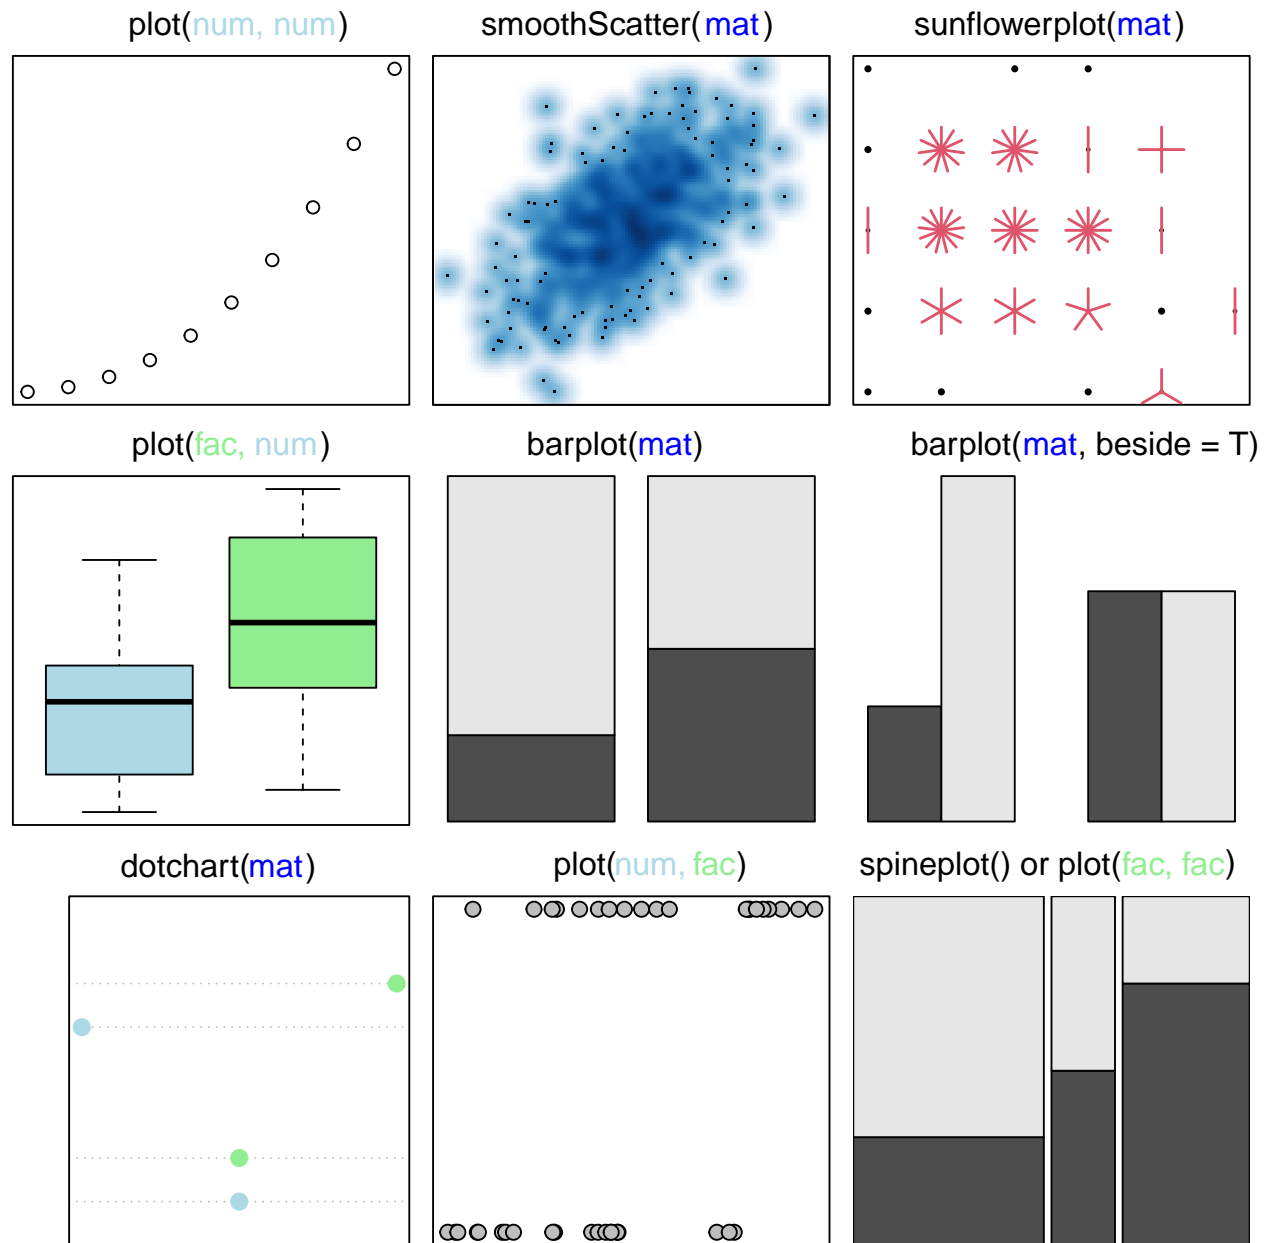 plot(num, num)
smoothScatter(mat)
sunflowerplot(mat)
plot(fac, num)
barplot(mat)
barplot(mat, beside = T)
dotchart(mat)
plot(num, fac)
spineplot() or plot(fac, fac)